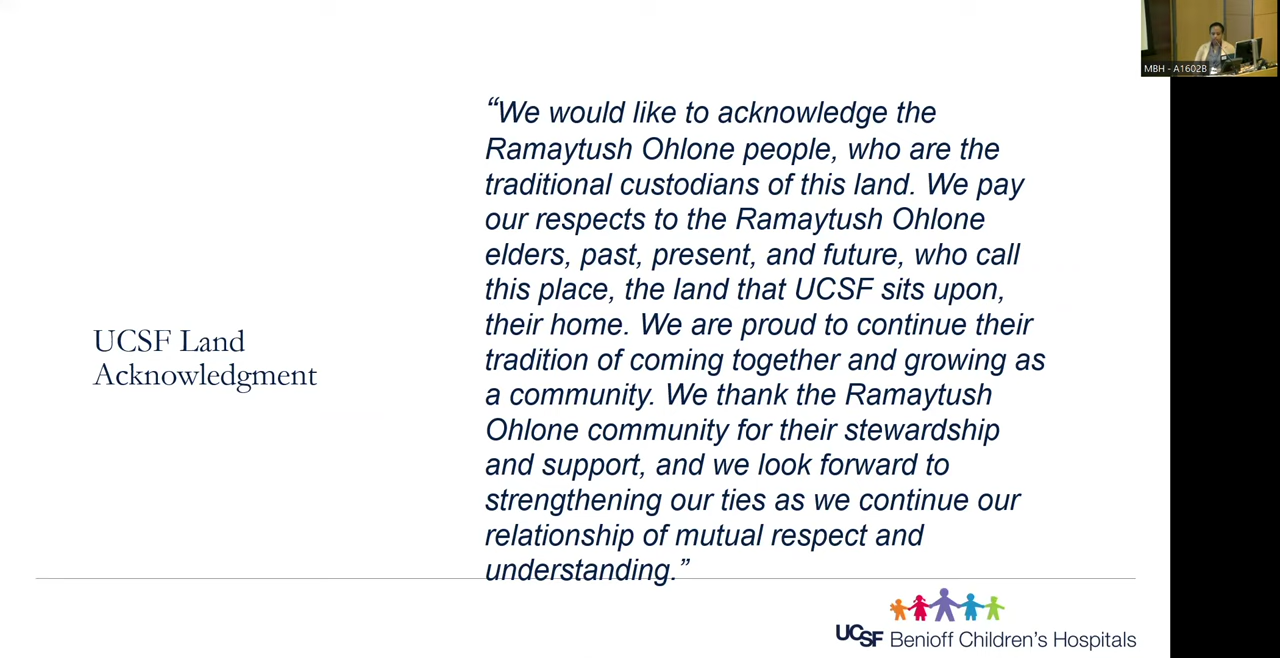 MBH - A1602B
UCSF Land
Acknowledgment
“We would like to acknowledge the
Ramaytush Ohlone people, who are the
traditional custodians of this land. We pay
our respects to the Ramaytush Ohlone
elders, past, present, and future, who call
this place, the land that UCSF sits upon,
their home. We are proud to continue their
tradition of coming together and growing as
a community. We thank the Ramaytush
Ohlone community for their stewardship
and support, and we look forward to
strengthening our ties as we continue our
relationship of mutual respect and
understanding.”
UCSF Benioff Children's Hospitals